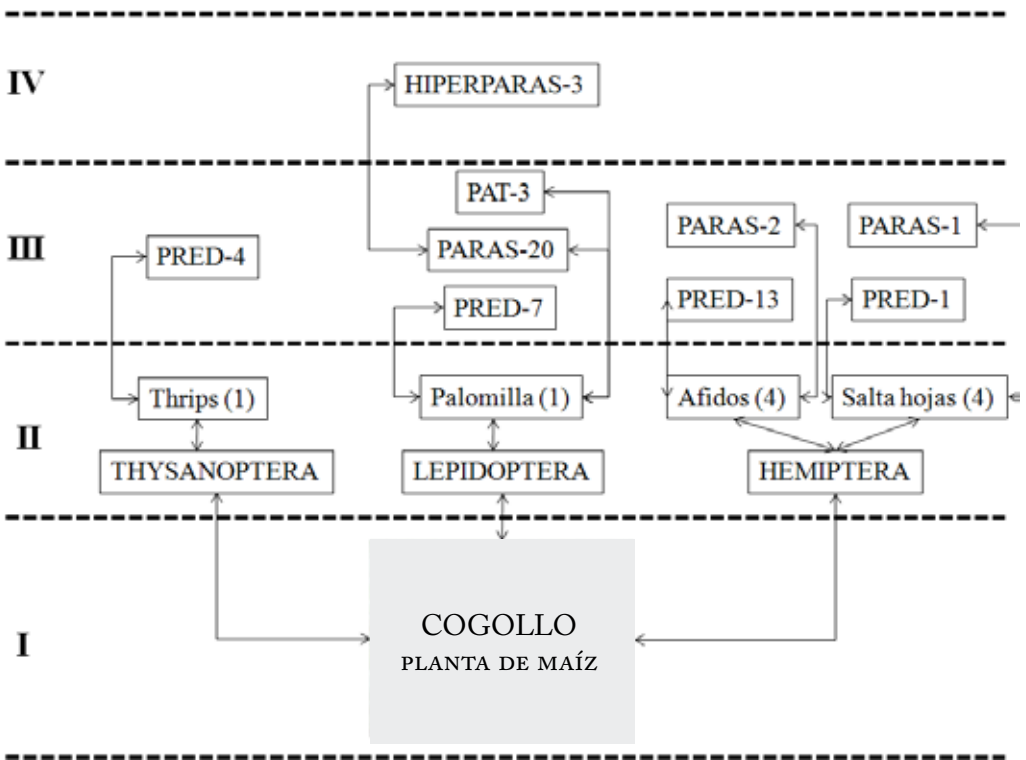 IV
HIPERPARAS-3
III
PAT-3
PARAS-2
PARAS-1
PRED-4
PARAS-20
PRED-7
PRED-13
PRED-1
II
Thrips (1)
Palomilla (1)
Afidos (4)
Salta hojas (4)
THYSANOPTERA
LEPIDOPTERA
HEMIPTERA
I
COGOLLO
PLANTA DE MAÍZ